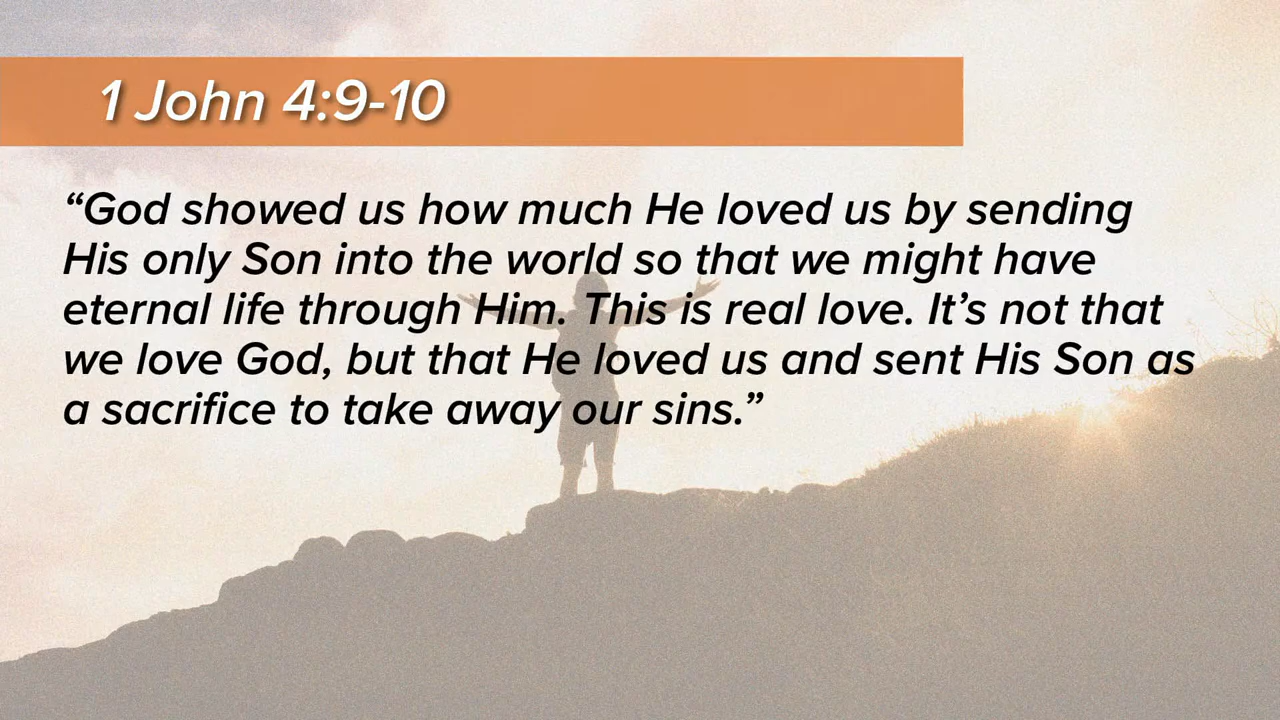 1 John 4:9-10
“God showed us how much He loved us by sending
His only Son into the world so that we might have
eternal life through Him. This is real love. It’s not that
we love God, but that He loved us and sent His Son as
a sacrifice to take away our sins.”